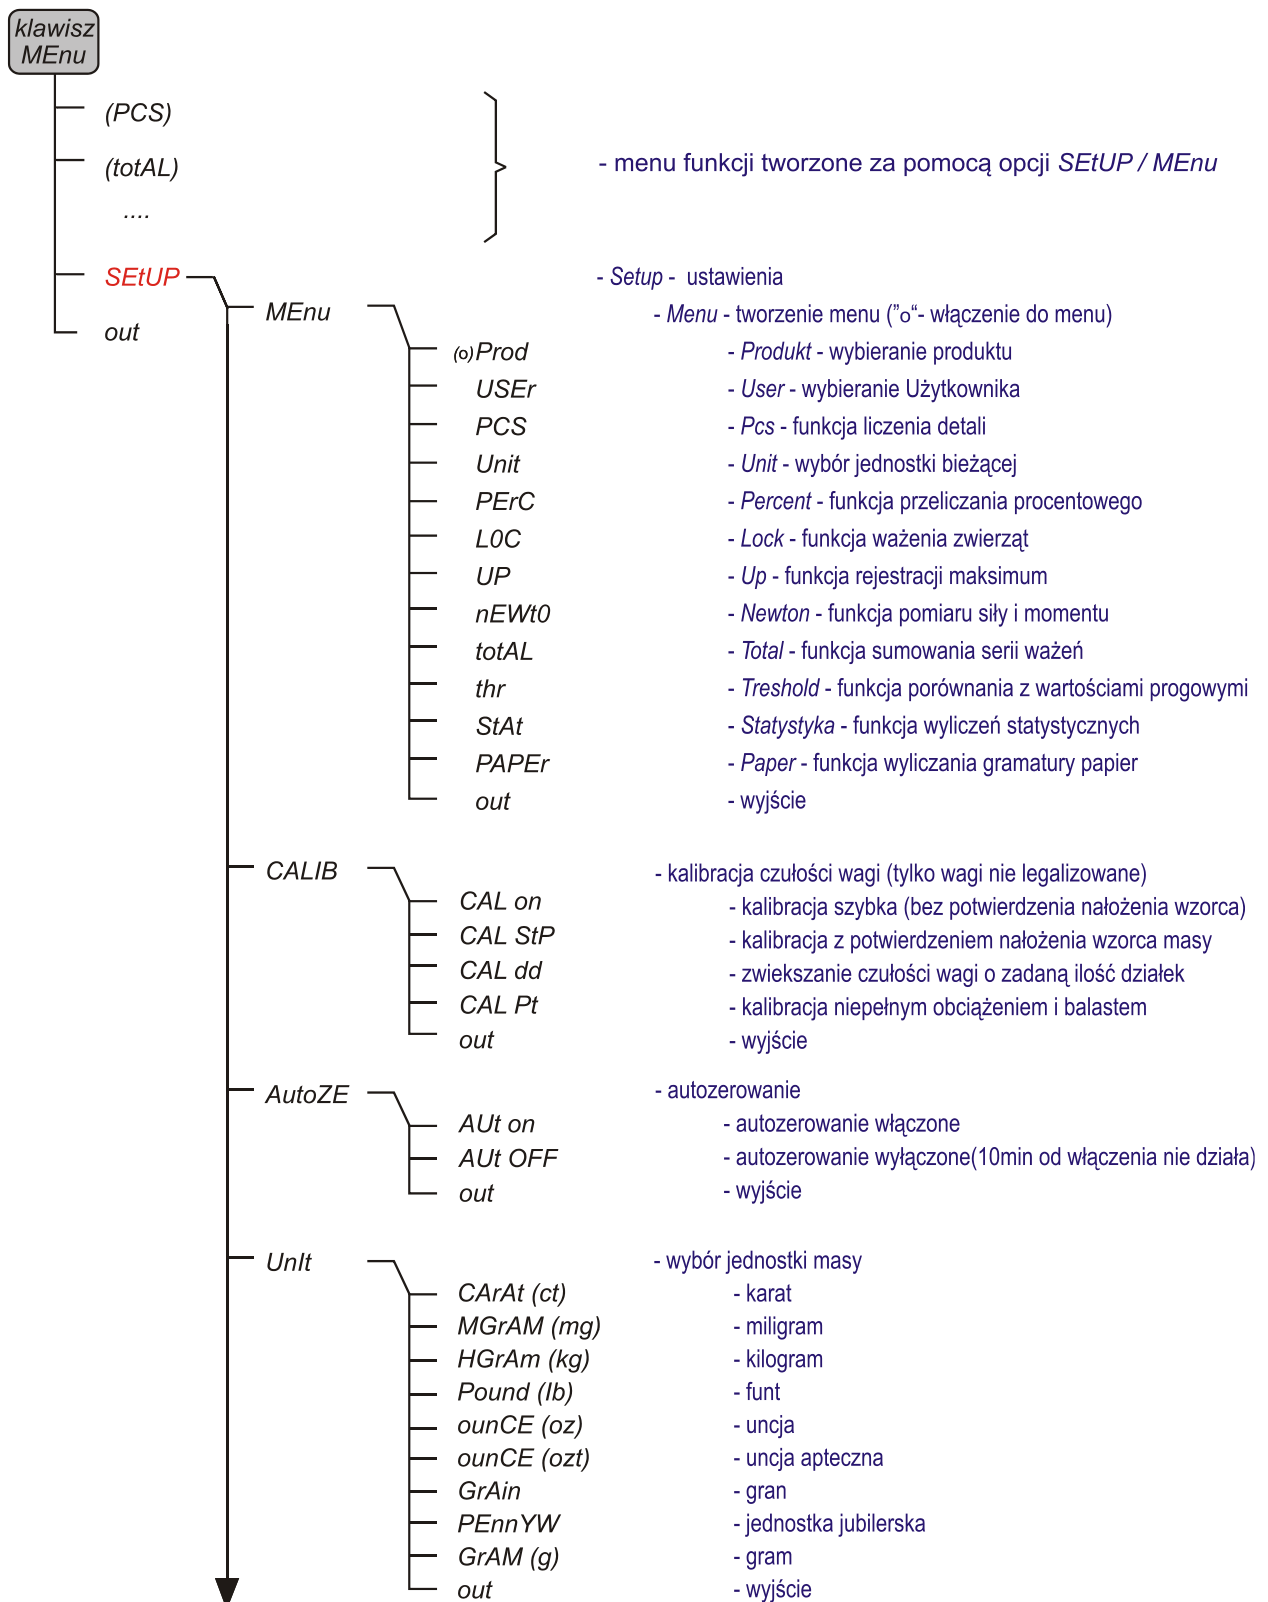 klawisz
MEnu
(PCS)
(totAL)
- menu funkcji tworzone za pomocą opcji SEtUP / MEnu
....
SEtUP - Setup - ustawienia
MEnu - Menu - tworzenie menu ("o"- włączenie do menu)
out
(o) Prod - Produkt - wybieranie produktu
USEr - User - wybieranie Użytkownika
PCS - Pcs - funkcja liczenia detali
Unit - Unit - wybór jednostki bieżącej
PErC - Percent - funkcja przeliczania procentowego
L0C - Lock - funkcja ważenia zwierząt
UP - Up - funkcja rejestracji maksimum
nEWt0 - Newton - funkcja pomiaru siły i momentu
totAL - Total - funkcja sumowania serii ważeń
thr - Treshold - funkcja porównania z wartościami progowymi
StAt - Statystyka - funkcja wyliczeń statystycznych
PAPEr - Paper - funkcja wyliczania gramatury papier
out - wyjście
CALIB - kalibracja czułości wagi (tylko wagi nie legalizowane)
CAL on - kalibracja szybka (bez potwierdzenia nałożenia wzorca)
CAL StP - kalibracja z potwierdzeniem nałożenia wzorca masy
CAL dd - zwiekszanie czułości wagi o zadaną ilość działek
CAL Pt - kalibracja niepełnym obciążeniem i balastem
out - wyjście
AutoZE - autozerowanie
AUt on - autozerowanie włączone
AUt OFF - autozerowanie wyłączone(10min od włączenia nie działa)
out - wyjście
UnIt - wybór jednostki masy
CArAt (ct) - karat
MGrAM (mg) - miligram
HGrAm (kg) - kilogram
Pound (lb) - funt
ounCE (oz) - uncja
ounCE (ozt) - uncja apteczna
GrAin - gran
PEnnYW - jednostka jubilerska
GrAM (g) - gram
out - wyjście